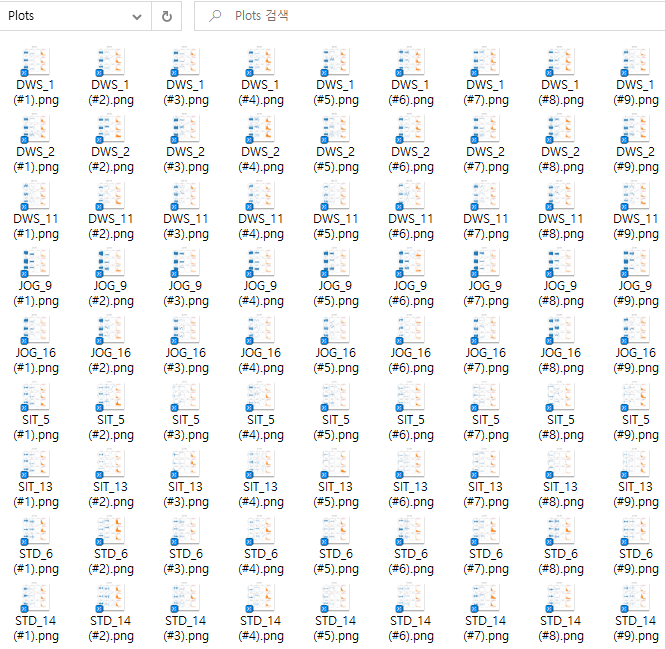 Plots
Plots 검색
DWS_1 DWS_1 DWS_1 DWS_1 DWS_1 DWS_1 DWS_1 DWS_1 DWS_1
(#1).png (#2).png (#3).png (#4).png (#5).png (#6).png (#7).png (#8).png (#9).png
DWS_2 DWS_2 DWS_2 DWS_2 DWS_2 DWS_2 DWS_2 DWS_2 DWS_2
(#1).png (#2).png (#3).png (#4).png (#5).png (#6).png (#7).png (#8).png (#9).png
DWS_11 DWS_11 DWS_11 DWS_11 DWS_11 DWS_11 DWS_11 DWS_11 DWS_11
(#1).png (#2).png (#3).png (#4).png (#5).png (#6).png (#7).png (#8).png (#9).png
JOG_9 JOG_9 JOG_9 JOG_9 JOG_9 JOG_9 JOG_9 JOG_9 JOG_9
(#1).png (#2).png (#3).png (#4).png (#5).png (#6).png (#7).png (#8).png (#9).png
JOG_16 JOG_16 JOG_16 JOG_16 JOG_16 JOG_16 JOG_16 JOG_16 JOG_16
(#1).png (#2).png (#3).png (#4).png (#5).png (#6).png (#7).png (#8).png (#9).png
SIT_5 SIT_5 SIT_5 SIT_5 SIT_5 SIT_5 SIT_5 SIT_5 SIT_5
(#1).png (#2).png (#3).png (#4).png (#5).png (#6).png (#7).png (#8).png (#9).png
SIT_13 SIT_13 SIT_13 SIT_13 SIT_13 SIT_13 SIT_13 SIT_13 SIT_13
(#1).png (#2).png (#3).png (#4).png (#5).png (#6).png (#7).png (#8).png (#9).png
STD_6 STD_6 STD_6 STD_6 STD_6 STD_6 STD_6 STD_6 STD_6
(#1).png (#2).png (#3).png (#4).png (#5).png (#6).png (#7).png (#8).png (#9).png
STD_14 STD_14 STD_14 STD_14 STD_14 STD_14 STD_14 STD_14 STD_14
(#1).png (#2).png (#3).png (#4).png (#5).png (#6).png (#7).png (#8).png (#9).png